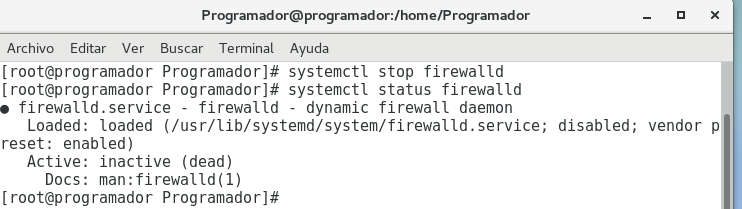 Programador@programador:/home/Programador
Archivo Editar Ver Buscar Terminal Ayuda
[root@programador Programador]# systemctl stop firewalld
[root@programador Programador]# systemctl status firewalld
● firewalld.service - firewalld - dynamic firewall daemon
   Loaded: loaded (/usr/lib/systemd/system/firewalld.service; disabled; vendor p
reset: enabled)
   Active: inactive (dead)
     Docs: man:firewalld(1)
[root@programador Programador]#